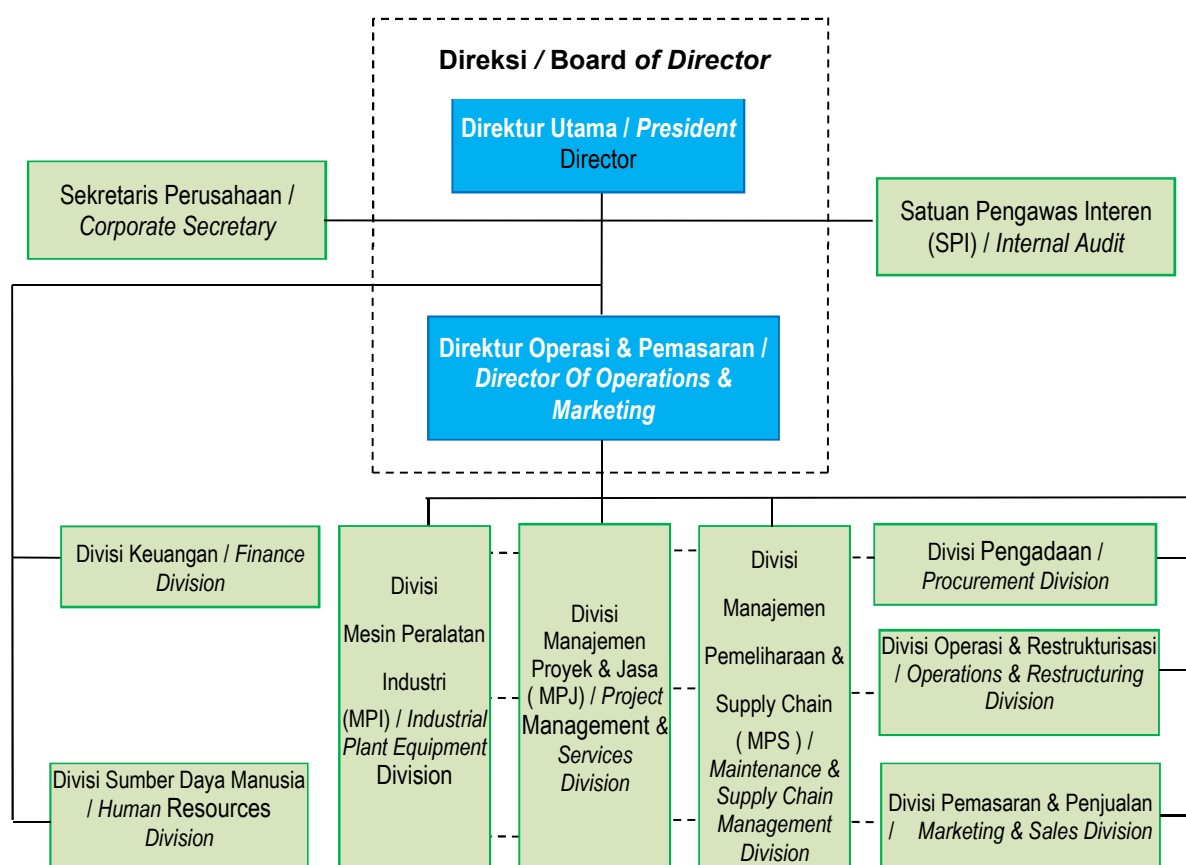 Direksi / Board of Director
Direktur Utama / President
Director
Sekretaris Perusahaan /
Corporate Secretary
Satuan Pengawas Interen
(SPI) / Internal Audit
Direktur Operasi & Pemasaran /
Director Of Operations &
Marketing
Divisi Keuangan / Finance
Division
Divisi Sumber Daya Manusia
/ Human Resources
Division
Divisi
Mesin Peralatan
Industri
(MPI) / Industrial
Plant Equipment
Division
Divisi
Manajemen
Proyek & Jasa
( MPJ) / Project
Management &
Services
Division
Divisi
Manajemen
Pemeliharaan &
Supply Chain
( MPS ) /
Maintenance &
Supply Chain
Management
Division
Divisi Pengadaan /
Procurement Division
Divisi Operasi & Restrukturisasi
/ Operations & Restructuring
Division
Divisi Pemasaran & Penjualan
/ Marketing & Sales Division